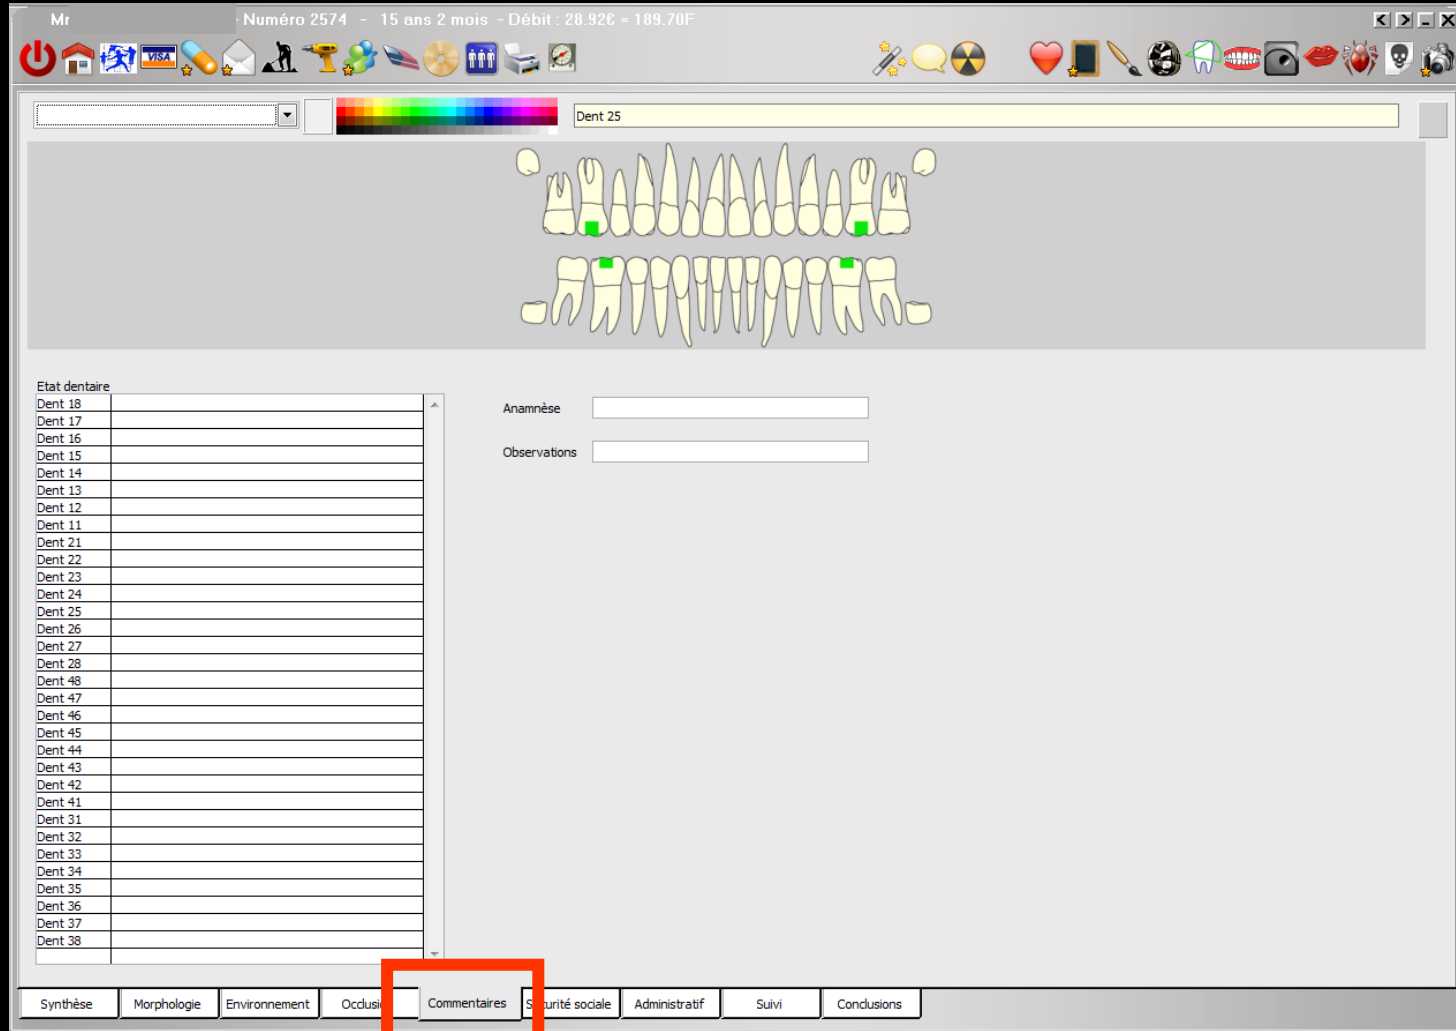 Mr - Numéro 2574 - 15 ans 2 mois - Débit : 28.92€ = 189.70F
VISA
Dent 25
Etat dentaire
Dent 18
Dent 17
Dent 16
Dent 15
Dent 14
Dent 13
Dent 12
Dent 11
Dent 21
Dent 22
Dent 23
Dent 24
Dent 25
Dent 26
Dent 27
Dent 28
Dent 48
Dent 47
Dent 46
Dent 45
Dent 44
Dent 43
Dent 42
Dent 41
Dent 31
Dent 32
Dent 33
Dent 34
Dent 35
Dent 36
Dent 37
Dent 38
Anamnèse
Observations
Synthèse Morphologie Environnement Occlusi Commentaires Sécurité sociale Administratif Suivi Conclusions